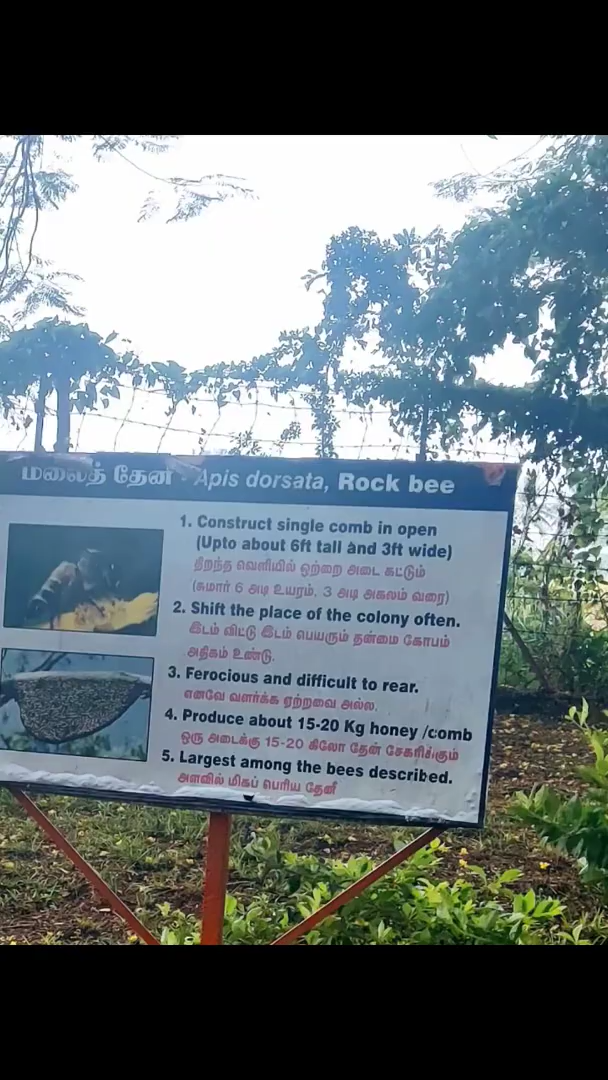 மலைத் தேனீ - Apis dorsata, Rock bee
1. Construct single comb in open
(Upto about 6ft tall and 3ft wide)
திறந்த வெளியில் ஒற்றை அடை கட்டும்
(சுமார் 6 அடி உயரம், 3 அடி அகலம் வரை)
2. Shift the place of the colony often.
இடம் விட்டு இடம் பெயரும் தன்மை கோபம்
அதிகம் உண்டு.
3. Ferocious and difficult to rear.
எனவே வளர்க்க ஏற்றவை அல்ல.
4. Produce about 15-20 Kg honey /comb
ஒரு அடைக்கு 15-20 கிலோ தேன் சேகரிக்கும்
5. Largest among the bees described.
அளவில் மிகப் பெரிய தேனீ